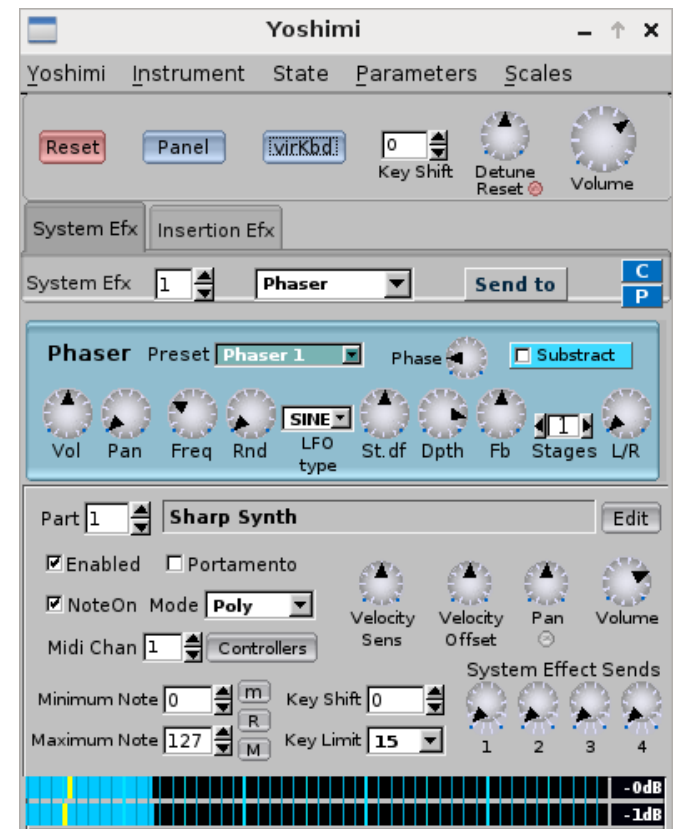 Yoshimi
Yoshimi Instrument State Parameters Scales
Reset Panel virKbd 0 Key Shift Detune Reset Volume
System Efx Insertion Efx
System Efx 1 Phaser Send to C P
Phaser Preset Phaser 1 Phase Substract
SINE 1
Vol Pan Freq Rnd LFO type St.df Dpth Fb Stages L/R
Part 1 Sharp Synth Edit
Enabled Portamento
NoteOn Mode Poly Velocity Sens Velocity Offset Pan Volume
Midi Chan 1 Controllers
System Effect Sends
Minimum Note 0 m Key Shift 0
R
Maximum Note 127 M Key Limit 15 1 2 3 4
-0dB
-1dB